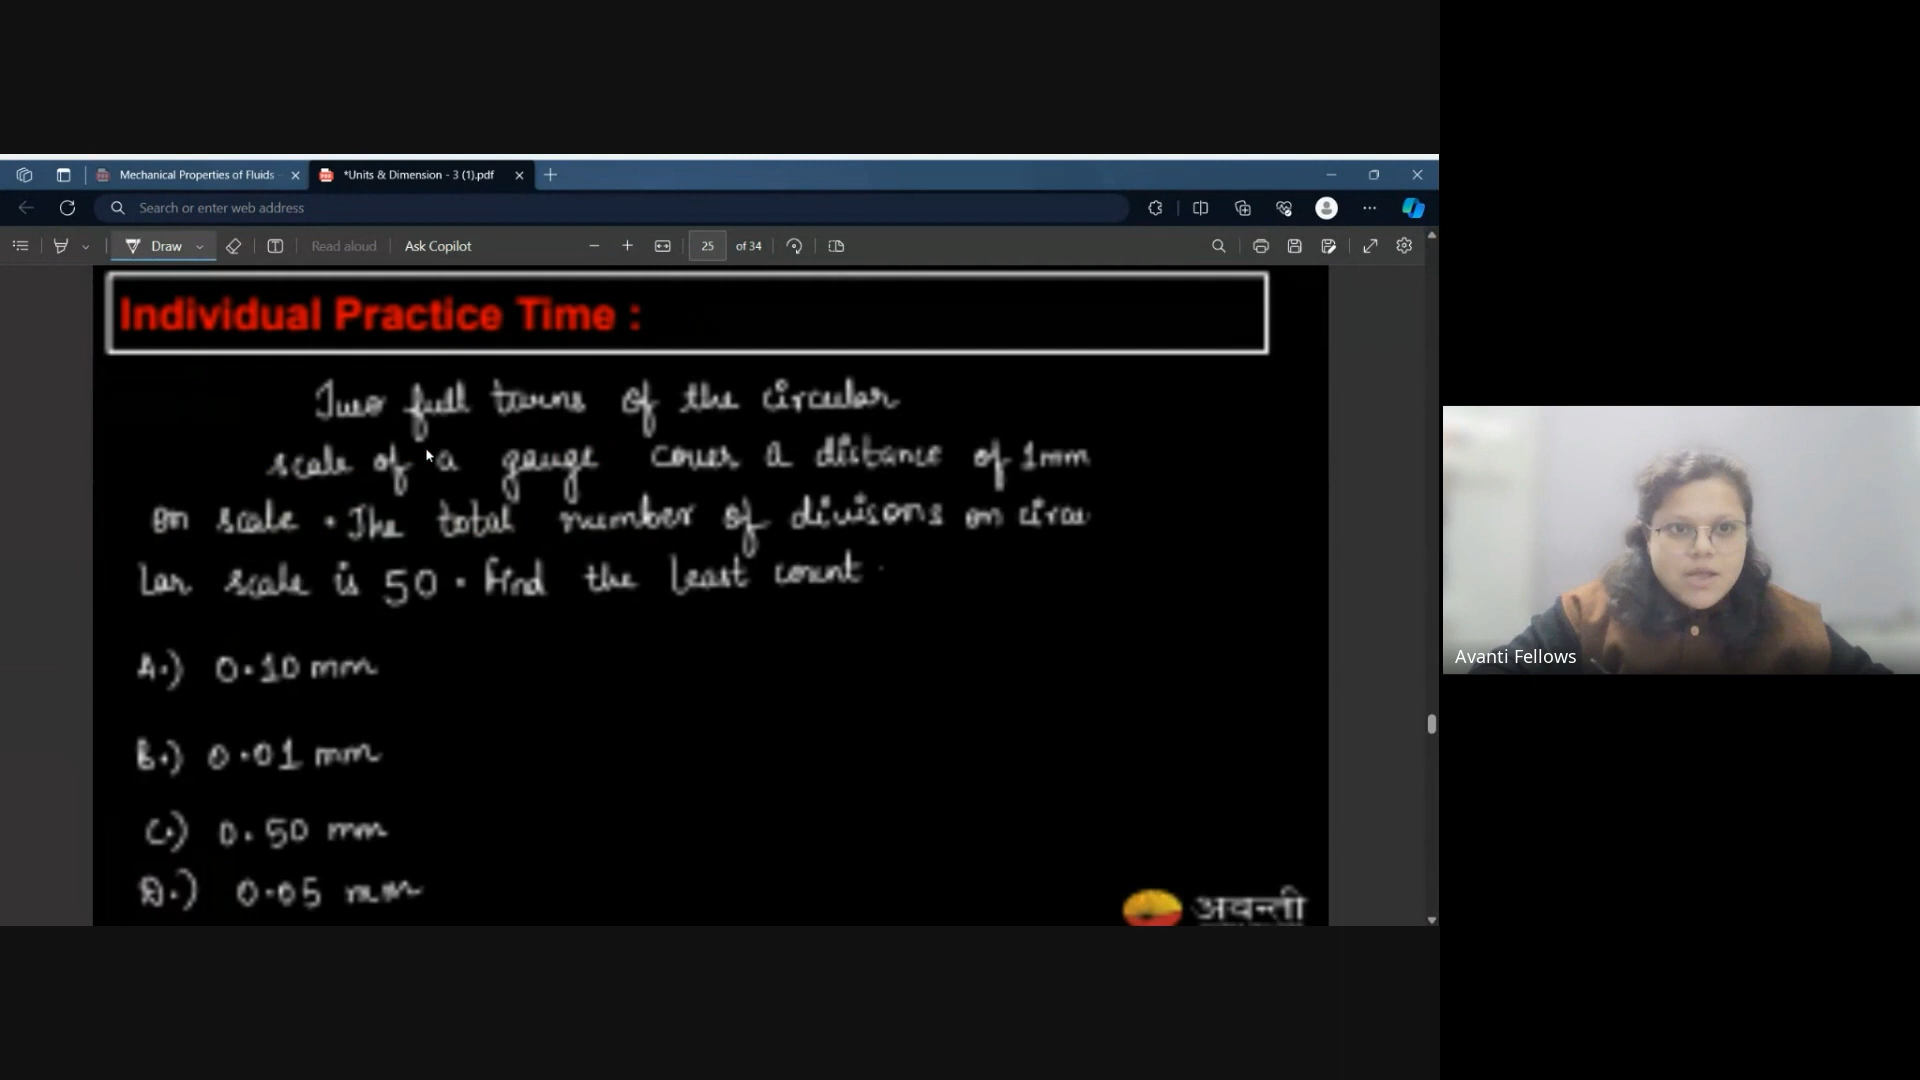 Mechanical Properties of Fluids
*Units & Dimension - 3 (1).pdf
Search or enter web address
Draw
Read aloud
Ask Copilot
25
of 34
Individual Practice Time :
Two full turns of the circular
scale of a gauge cover a distance of 1mm
on scale . The total number of divisons on circu
lar scale is 50 . Find the least count .
A.) 0.10 mm
B.) 0.01 mm
C.) 0.50 mm
D.) 0.05 mm
अवन्ती
Avanti Fellows